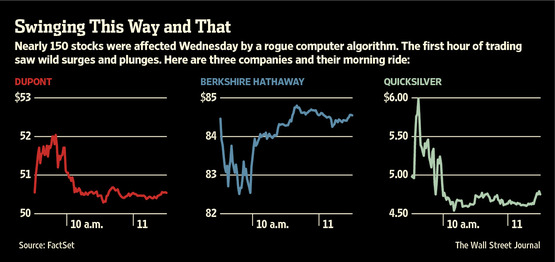 Swinging This Way and That
Nearly 150 stocks were affected Wednesday by a rogue computer algorithm. The first hour of trading
saw wild surges and plunges. Here are three companies and their morning ride:
DUPONT
$53
52
51
50
10 a.m.
11
BERKSHIRE HATHAWAY
$85
84
83
82
10 a.m.
11
QUICKSILVER
$6.00
5.50
5.00
4.50
10 a.m.
11
Source: FactSet
The Wall Street Journal